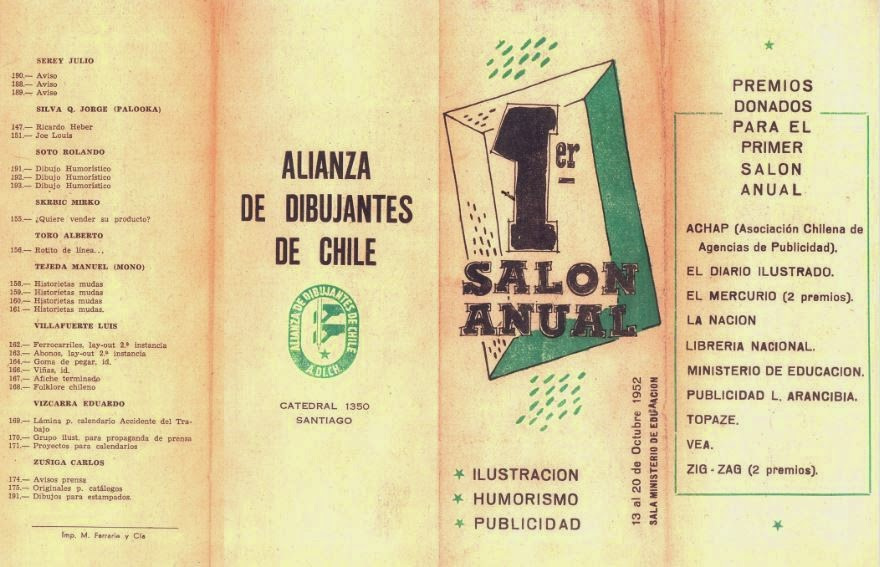 SEREY JULIO
180.— Aviso
188.— Aviso
189.— Aviso
SILVA Q. JORGE (PALOOKA)
147.— Ricardo Heber
151.— Joe Louis
SOTO ROLANDO
191.— Dibujo Humorístico
192.— Dibujo Humorístico
193.— Dibujo Humorístico
SKRBIC MIRKO
155.— ¿Quiere vender su producto?
TORO ALBERTO
156.— Rotito de línea...
TEJEDA MANUEL (MONO)
158.— Historietas mudas
159.— Historietas mudas
160.— Historietas mudas
161.— Historietas mudas.
VILLAFUERTE LUIS
162.— Ferrocarriles, lay-out 2.ª instancia
163.— Abonos, lay-out 2.ª instancia
164.— Goma de pegar, id.
166.— Viñas, id.
167.— Afiche terminado
168.— Folklore chileno
VIZCARRA EDUARDO
169.— Lámina p. calendario Accidente del Tra-
bajo
170.— Grupo ilust. para propaganda de prensa
171.— Proyectos para calendarios
ZUÑIGA CARLOS
174.— Avisos prensa
175.— Originales p. catálogos
191.— Dibujos para estampados.
Imp. M. Ferrario y Cía
ALIANZA
DE DIBUJANTES
DE CHILE
ALIANZA DE DIBUJANTES DE CHILE
A.DI.CH.
CATEDRAL 1350
SANTIAGO
1er
SALON
ANUAL
13 al 20 de Octubre 1952
SALA MINISTERIO DE EDUCACION
ILUSTRACION
HUMORISMO
PUBLICIDAD
PREMIOS
DONADOS
PARA EL
PRIMER
SALON
ANUAL
ACHAP (Asociación Chilena de
Agencias de Publicidad).
EL DIARIO ILUSTRADO.
EL MERCURIO (2 premios).
LA NACION
LIBRERIA NACIONAL.
MINISTERIO DE EDUCACION.
PUBLICIDAD L. ARANCIBIA.
TOPAZE.
VEA.
ZIG-ZAG (2 premios).